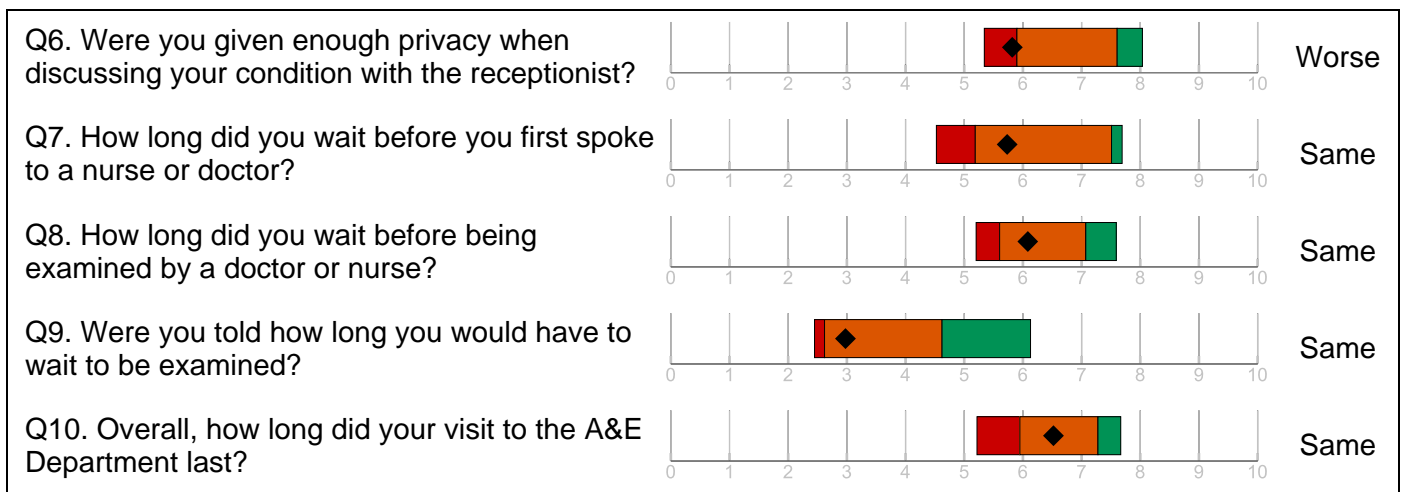 Q6. Were you given enough privacy when
discussing your condition with the receptionist?
0 1 2 3 4 5 6 7 8 9 10
Worse
Q7. How long did you wait before you first spoke
to a nurse or doctor?
0 1 2 3 4 5 6 7 8 9 10
Same
Q8. How long did you wait before being
examined by a doctor or nurse?
0 1 2 3 4 5 6 7 8 9 10
Same
Q9. Were you told how long you would have to
wait to be examined?
0 1 2 3 4 5 6 7 8 9 10
Same
Q10. Overall, how long did your visit to the A&E
Department last?
0 1 2 3 4 5 6 7 8 9 10
Same